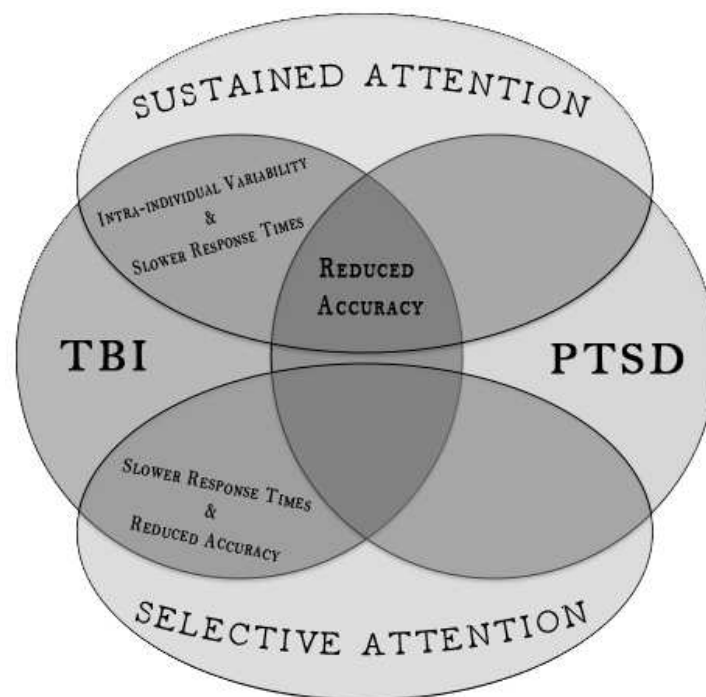 SUSTAINED ATTENTION
INTRA-INDIVIDUAL VARIABILITY
&
SLOWER RESPONSE TIMES
REDUCED
ACCURACY
TBI
PTSD
SLOWER RESPONSE TIMES
&
REDUCED ACCURACY
SELECTIVE ATTENTION